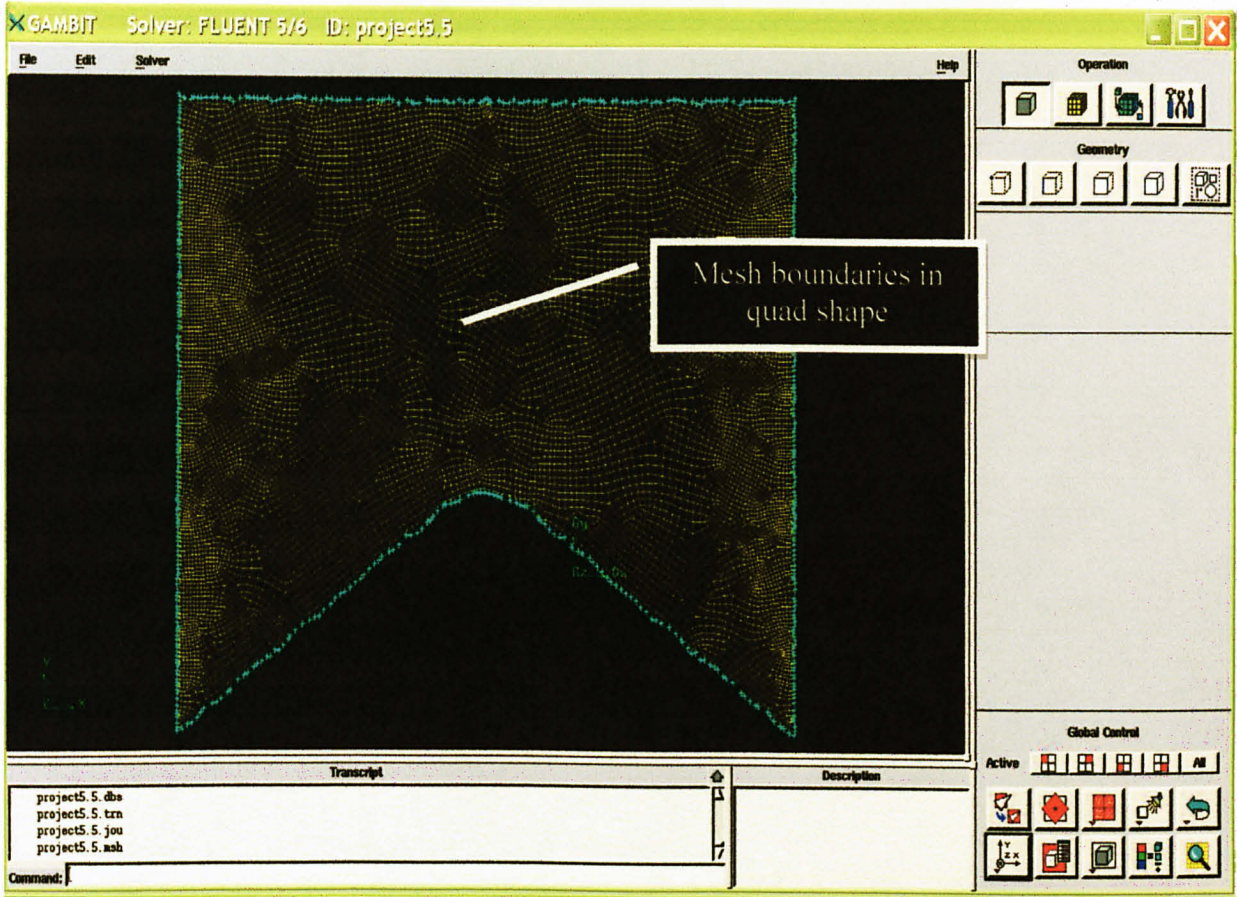 GAMBIT Solver: FLUENT 5/6 ID: project5.5
File Edit Solver Help
Operation
Geometry
Mesh boundaries in
quad shape
Global Control
Active All
Transcript
Description
project5.5.dbs
project5.5.trn
project5.5.jou
project5.5.msh
Command: